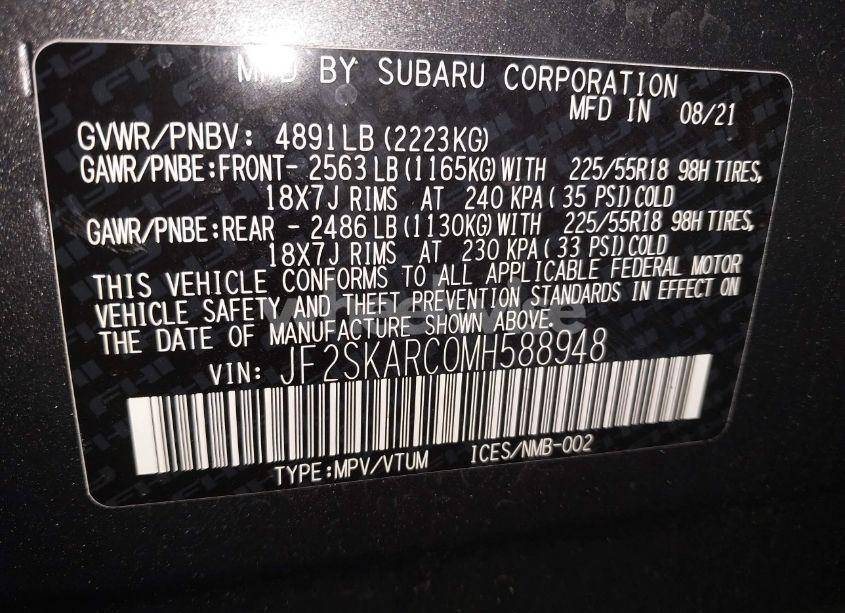 MFD BY SUBARU CORPORATION
MFD IN 08/21
GVWR/PNBV: 4891LB (2223KG)
GAWR/PNBE:FRONT- 2563 LB (1165KG) WITH 225/55R18 98H TIRES,
18X7J RIMS AT 240 KPA ( 35 PSI) COLD
GAWR/PNBE:REAR - 2486 LB (1130KG) WITH 225/55R18 98H TIRES,
18X7J RIMS AT 230 KPA ( 33 PSI) COLD
THIS VEHICLE CONFORMS TO ALL APPLICABLE FEDERAL MOTOR
VEHICLE SAFETY AND THEFT PREVENTION STANDARDS IN EFFECT ON
THE DATE OF MANUFACTURE SHOWN ABOVE.
VIN: JF2SKARC0MH588948
TYPE:MPV/VTUM ICES/NMB-002